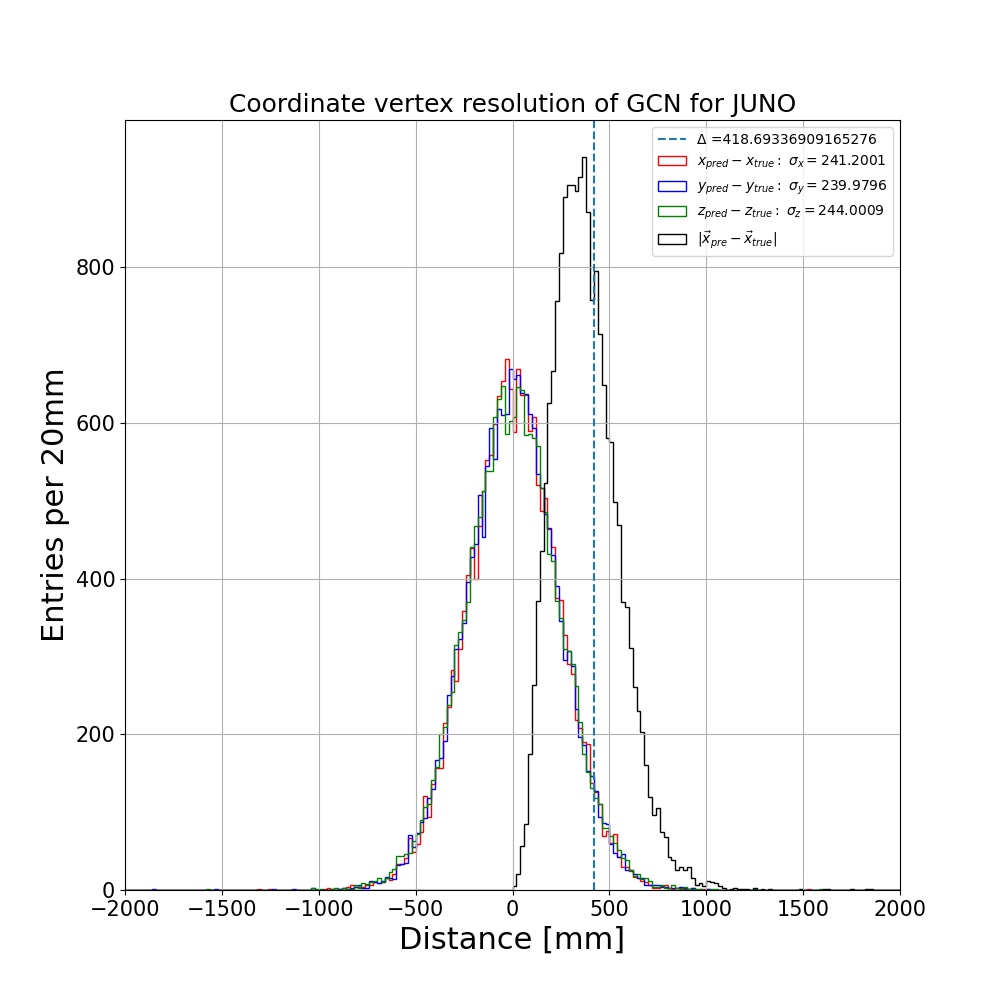 Coordinate vertex resolution of GCN for JUNO
Δ =418.69336909165276
x_pred − x_true : σ_x = 241.2001
y_pred − y_true : σ_y = 239.9796
z_pred − z_true : σ_z = 244.0009
|x⃗_pre − x⃗_true|
Entries per 20mm
800
600
400
200
0
−2000 −1500 −1000 −500 0 500 1000 1500 2000
Distance [mm]